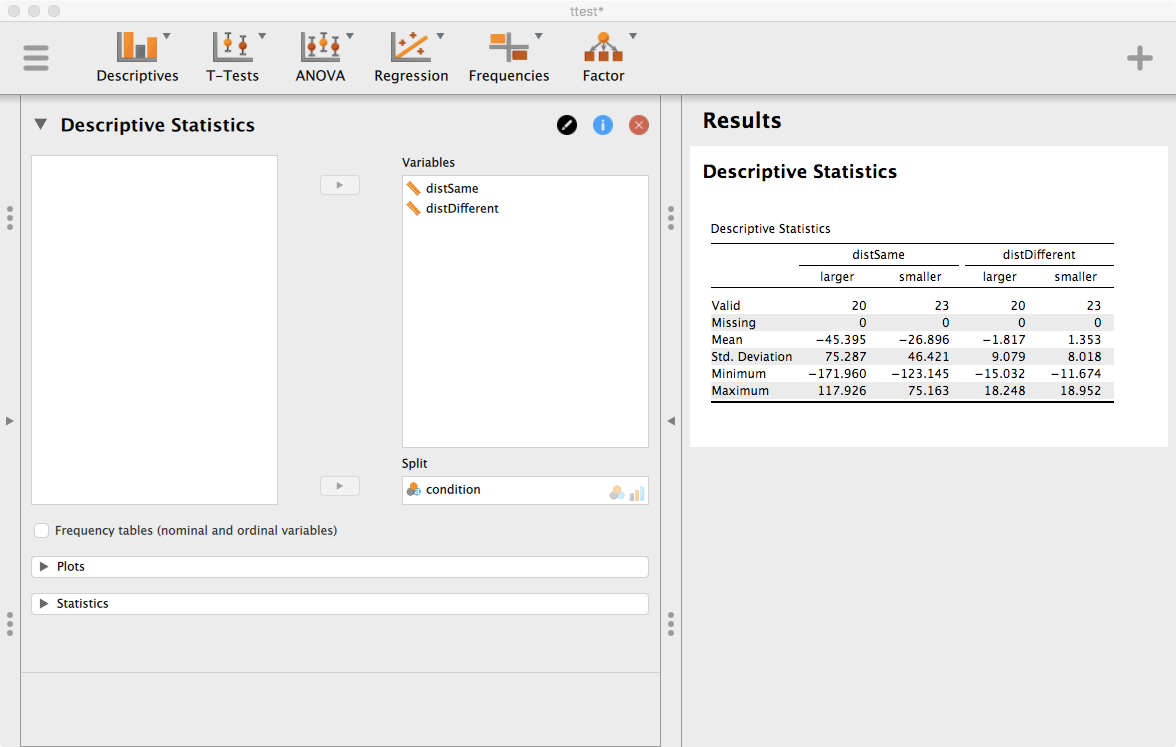 ttest*
Descriptives T-Tests ANOVA Regression Frequencies Factor
Descriptive Statistics
Variables
distSame
distDifferent
Split
condition
Frequency tables (nominal and ordinal variables)
Plots
Statistics
Results
Descriptive Statistics
Descriptive Statistics
distSame distDifferent
larger smaller larger smaller
Valid 20 23 20 23
Missing 0 0 0 0
Mean −45.395 −26.896 −1.817 1.353
Std. Deviation 75.287 46.421 9.079 8.018
Minimum −171.960 −123.145 −15.032 −11.674
Maximum 117.926 75.163 18.248 18.952